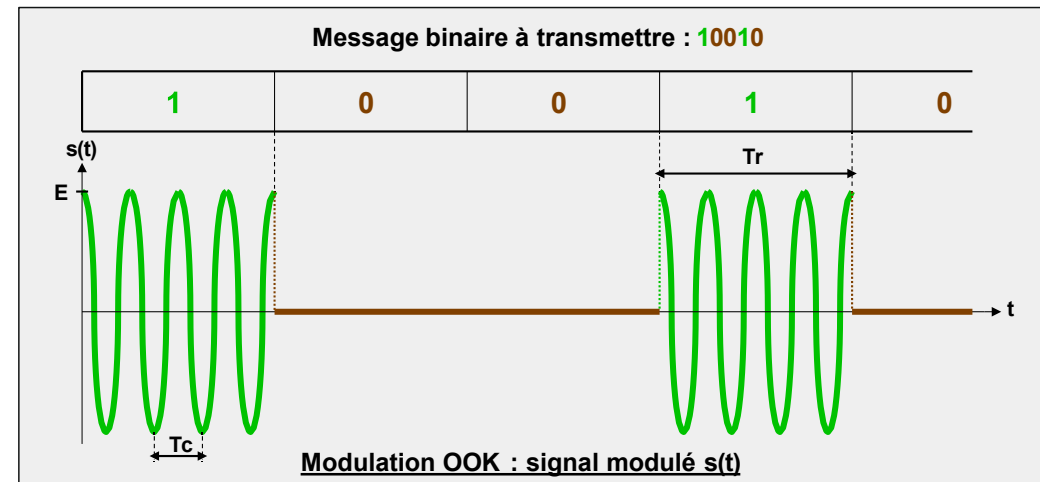 Message binaire à transmettre : 10010
1 0 0 1 0
s(t)
Tr
E
t
Tc
Modulation OOK : signal modulé s(t)